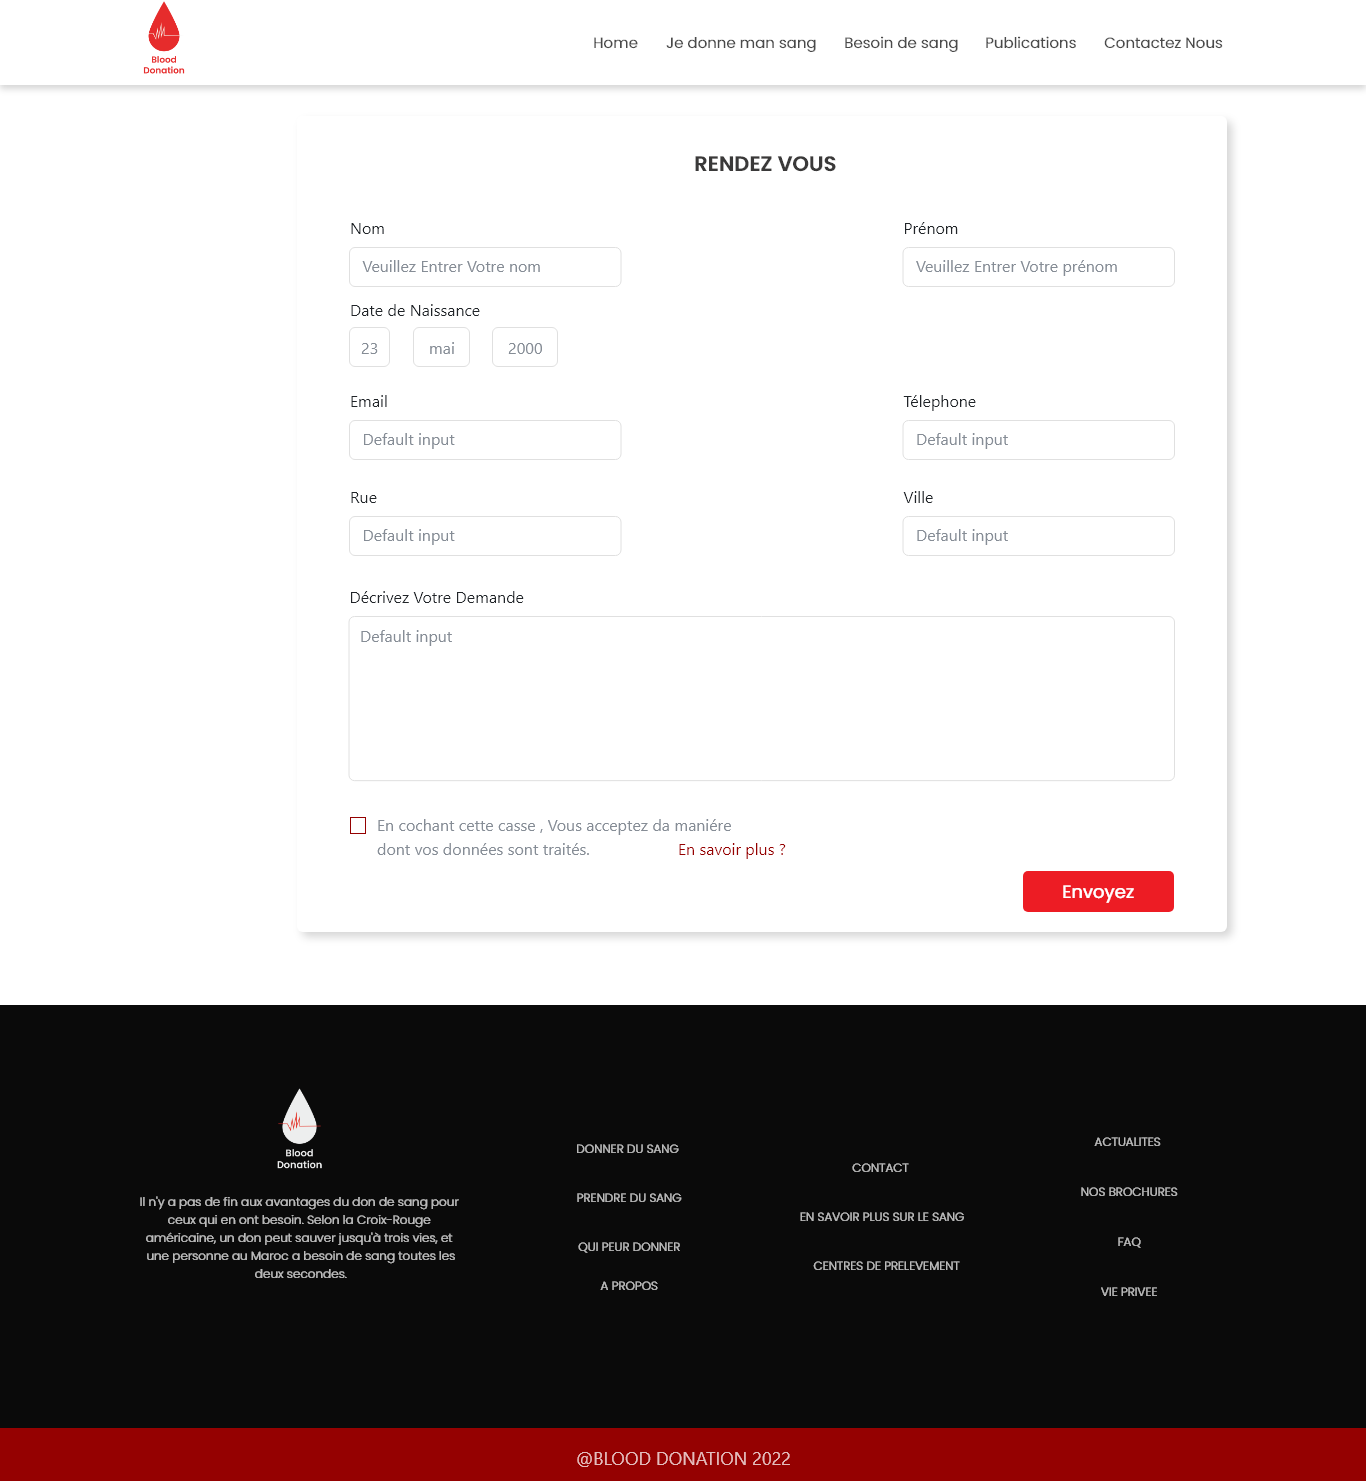 Blood
Donation
Home Je donne man sang Besoin de sang Publications Contactez Nous
RENDEZ VOUS
Nom
Prénom
Veuillez Entrer Votre nom
Veuillez Entrer Votre prénom
Date de Naissance
23 mai 2000
Email
Télephone
Default input
Default input
Rue
Ville
Default input
Default input
Décrivez Votre Demande
Default input
En cochant cette casse , Vous acceptez da maniére
dont vos données sont traités.
En savoir plus ?
Envoyez
Blood
Donation
Il n'y a pas de fin aux avantages du don de sang pour
ceux qui en ont besoin. Selon la Croix-Rouge
américaine, un don peut sauver jusqu'à trois vies, et
une personne au Maroc a besoin de sang toutes les
deux secondes.
DONNER DU SANG
PRENDRE DU SANG
QUI PEUR DONNER
A PROPOS
CONTACT
EN SAVOIR PLUS SUR LE SANG
CENTRES DE PRELEVEMENT
ACTUALITES
NOS BROCHURES
FAQ
VIE PRIVEE
@BLOOD DONATION 2022